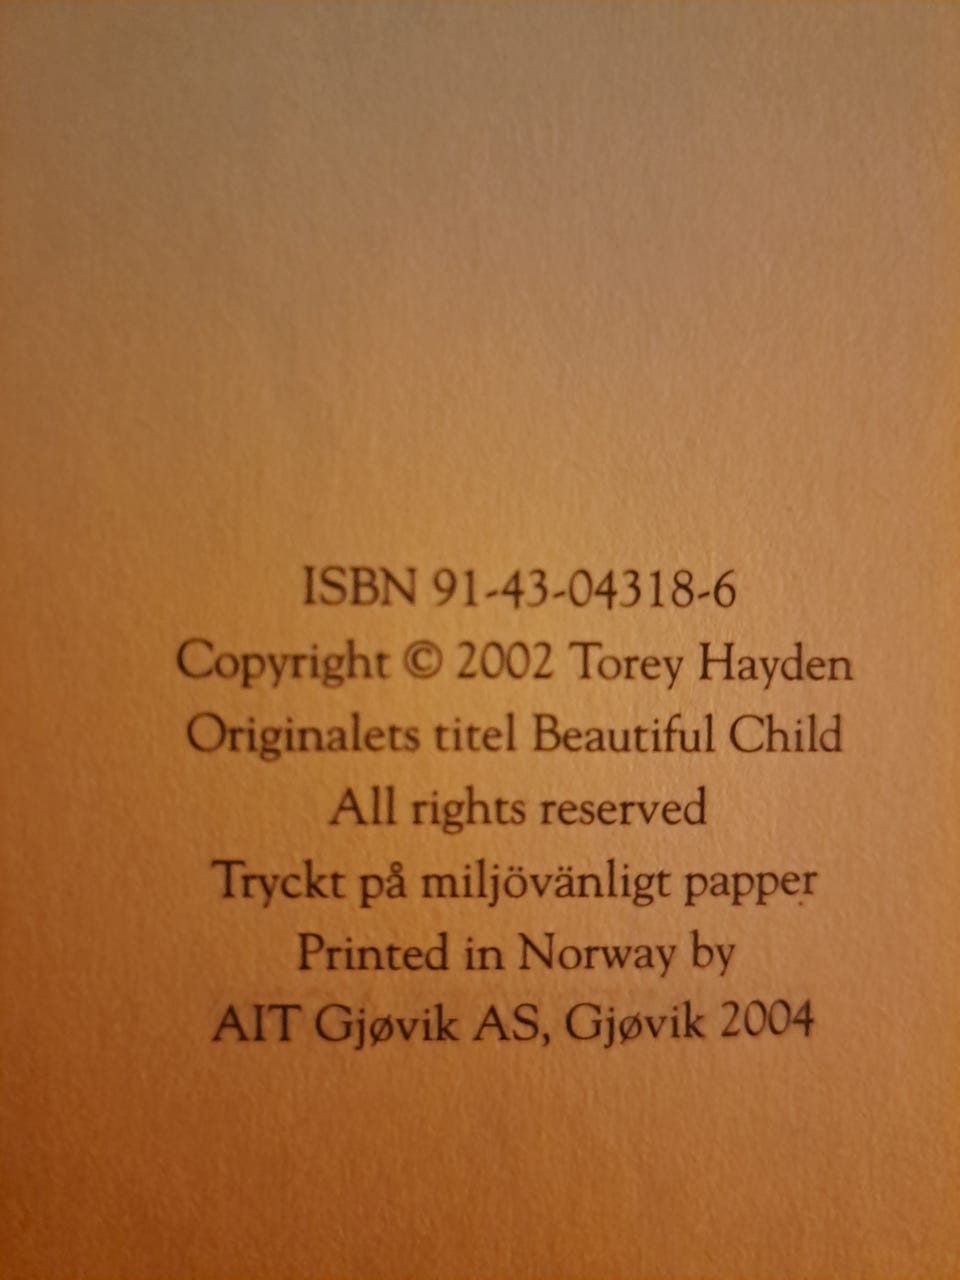 ISBN 91-43-04318-6
Copyright © 2002 Torey Hayden
Originalets titel Beautiful Child
All rights reserved
Tryckt på miljövänligt papper
Printed in Norway by
AIT Gjøvik AS, Gjøvik 2004